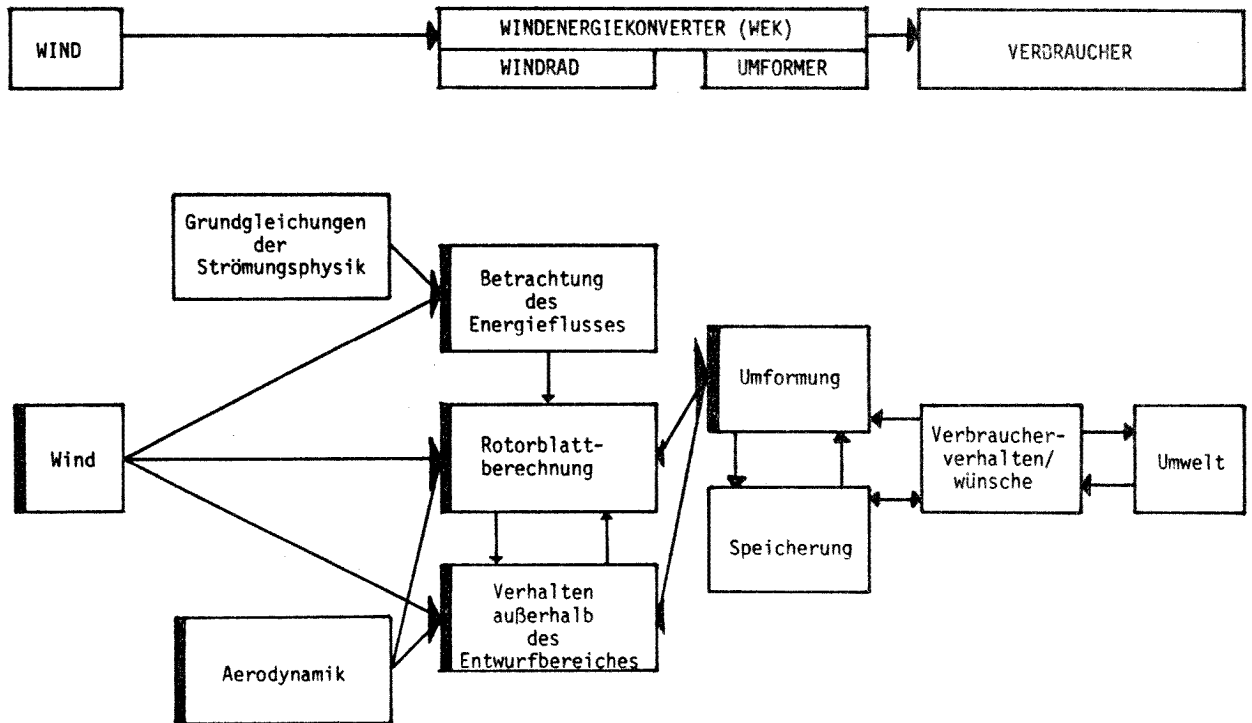 WIND
WINDENERGIEKONVERTER (WEK)
WINDRAD
UMFORMER
VERBRAUCHER
Grundgleichungen
der
Strömungsphysik
Betrachtung
des
Energieflusses
Umformung
Wind
Rotorblatt-
berechnung
Verbraucher-
verhalten/
wünsche
Umwelt
Speicherung
Verhalten
außerhalb
des
Entwurfbereiches
Aerodynamik